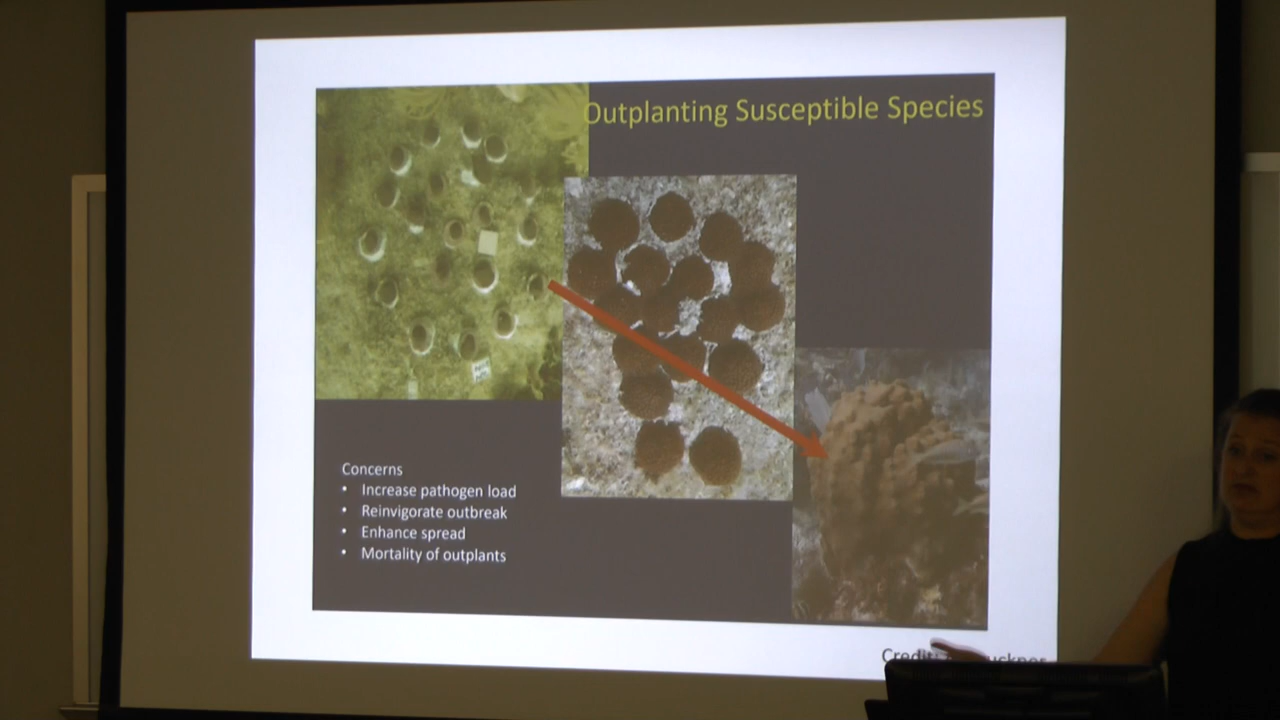 Outplanting Susceptible Species
Concerns
• Increase pathogen load
• Reinvigorate outbreak
• Enhance spread
• Mortality of outplants
Credit: